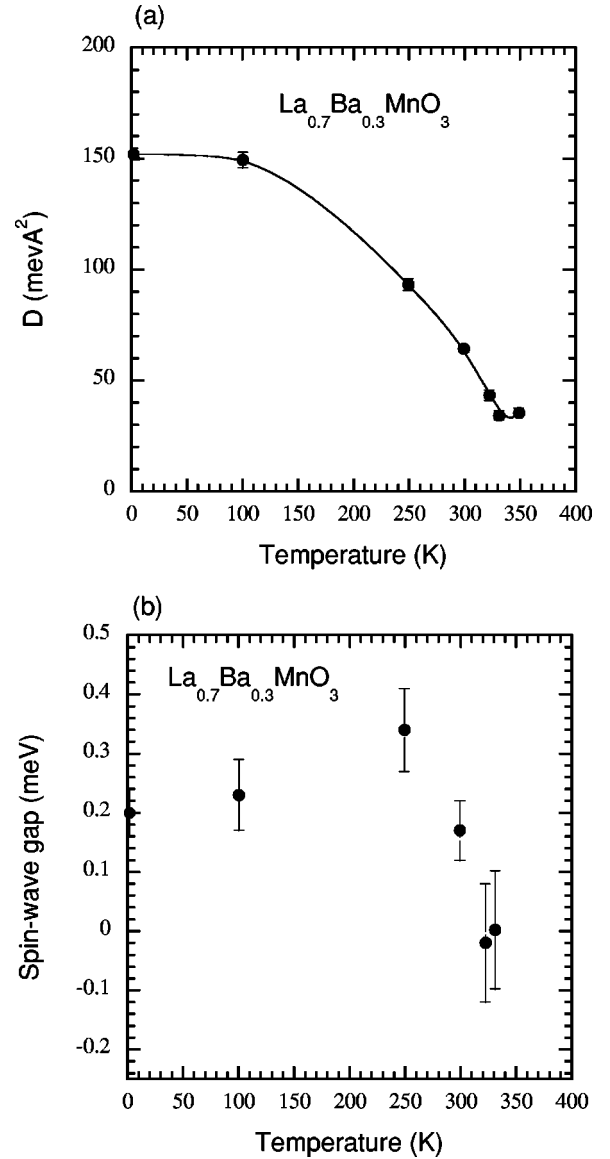 (a)
200
150
100
50
0
D (mevA²)
La₀.₇Ba₀.₃MnO₃
0 50 100 150 200 250 300 350 400
Temperature (K)
(b)
0.5
0.4
0.3
0.2
0.1
0
-0.1
-0.2
Spin-wave gap (meV)
La₀.₇Ba₀.₃MnO₃
0 50 100 150 200 250 300 350 400
Temperature (K)